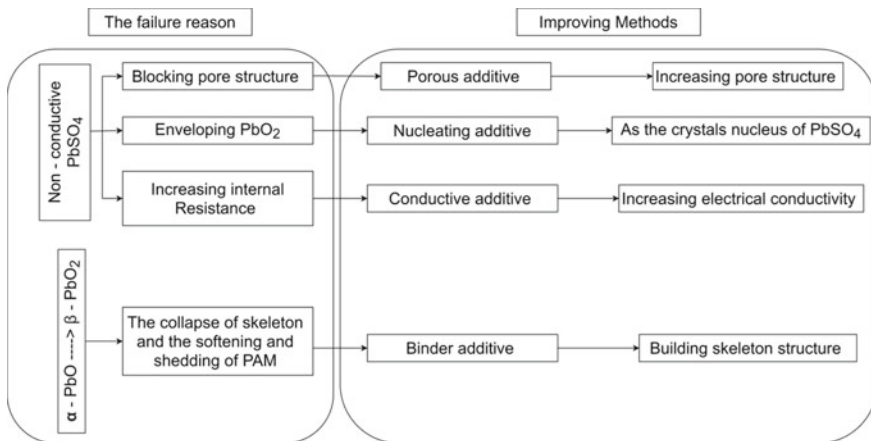 The failure reason
Improving Methods
Non - conductive
PbSO4
Blocking pore structure
Porous additive
Increasing pore structure
Enveloping PbO2
Nucleating additive
As the crystals nucleus of PbSO4
Increasing internal
Resistance
Conductive additive
Increasing electrical conductivity
α - PbO ----> β - PbO2
The collapse of skeleton
and the softening and
shedding of PAM
Binder additive
Building skeleton structure